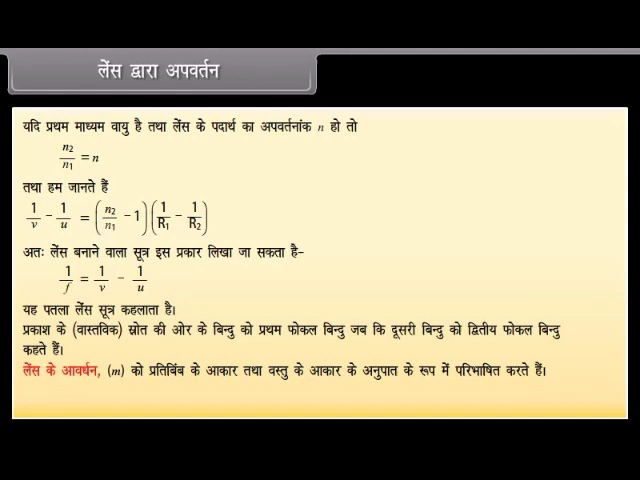 लेंस द्वारा अपवर्तन
यदि प्रथम माध्यम वायु है तथा लेंस के पदार्थ का अपवर्तनांक n हो तो
n₂/n₁ = n
तथा हम जानते हैं
1/v − 1/u = (n₂/n₁ − 1)(1/R₁ − 1/R₂)
अतः लेंस बनाने वाला सूत्र इस प्रकार लिखा जा सकता है–
1/f = 1/v − 1/u
यह पतला लेंस सूत्र कहलाता है।
प्रकाश के (वास्तविक) स्रोत की ओर के बिन्दु को प्रथम फोकल बिन्दु जब कि दूसरी बिन्दु को द्वितीय फोकल बिन्दु
कहते हैं।
लेंस के आवर्धन, (m) को प्रतिबिंब के आकार तथा वस्तु के आकार के अनुपात के रूप में परिभाषित करते हैं।